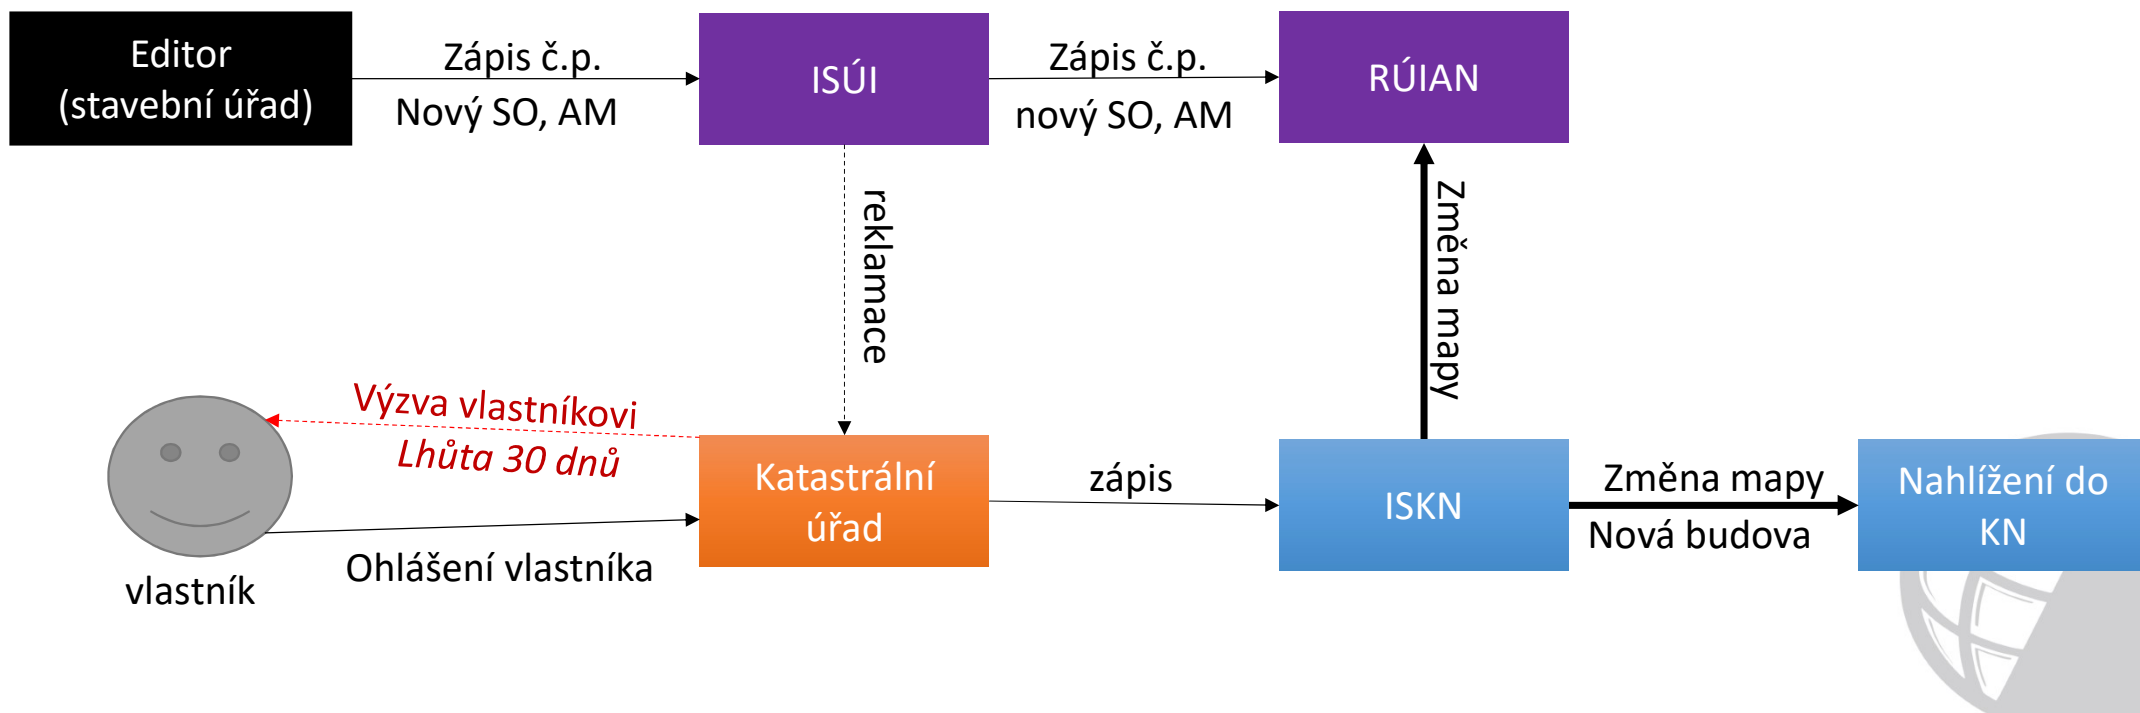 Editor
(stavební úřad)
Zápis č.p.
Nový SO, AM
ISÚI
Zápis č.p.
nový SO, AM
RÚIAN
reklamace
Změna mapy
Výzva vlastníkovi
Lhůta 30 dnů
vlastník
Ohlášení vlastníka
Katastrální
úřad
zápis
ISKN
Změna mapy
Nová budova
Nahlížení do
KN